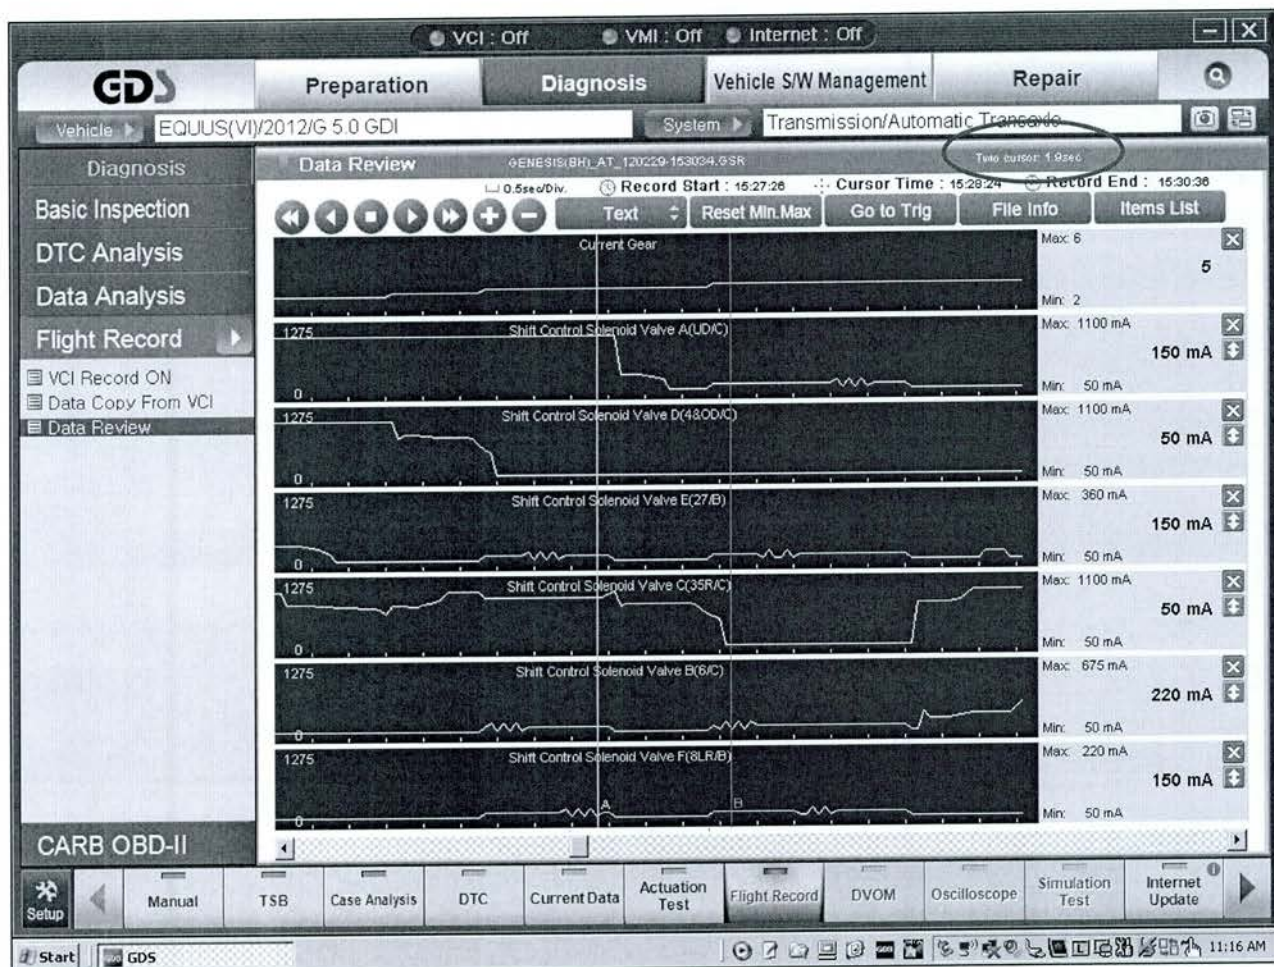 VCI : Off VMI : Off Internet : Off
GDS Preparation Diagnosis Vehicle S/W Management Repair
Vehicle EQUUS(VI)/2012/G 5.0 GDI System Transmission/Automatic Transaxle
Diagnosis
Data Review GENESIS(BH)_AT_120229-153034.GSR Two cursor: 1.9sec
0.5sec/Div. Record Start : 15:27:26 Cursor Time : 15:28:24 Record End : 15:30:36
Text Reset Min.Max Go to Trig File Info Items List
Basic Inspection
DTC Analysis
Data Analysis
Flight Record
VCI Record ON
Data Copy From VCI
Data Review
CARB OBD-II
Current Gear
Max: 6
5
Min: 2
1275 Shift Control Solenoid Valve A(UD/C) Max: 1100 mA
150 mA
0 Min: 50 mA
1275 Shift Control Solenoid Valve D(4&OD/C) Max: 1100 mA
50 mA
0 Min: 50 mA
1275 Shift Control Solenoid Valve E(27/B) Max: 360 mA
150 mA
0 Min: 50 mA
1275 Shift Control Solenoid Valve C(35R/C) Max: 1100 mA
50 mA
0 Min: 50 mA
1275 Shift Control Solenoid Valve B(6/C) Max: 675 mA
220 mA
0 Min: 50 mA
1275 Shift Control Solenoid Valve F(8LR/B) Max: 220 mA
150 mA
A B
0 Min: 50 mA
Setup Manual TSB Case Analysis DTC Current Data Actuation Test Flight Record DVOM Oscilloscope Simulation Test Internet Update
Start GDS 11:16 AM